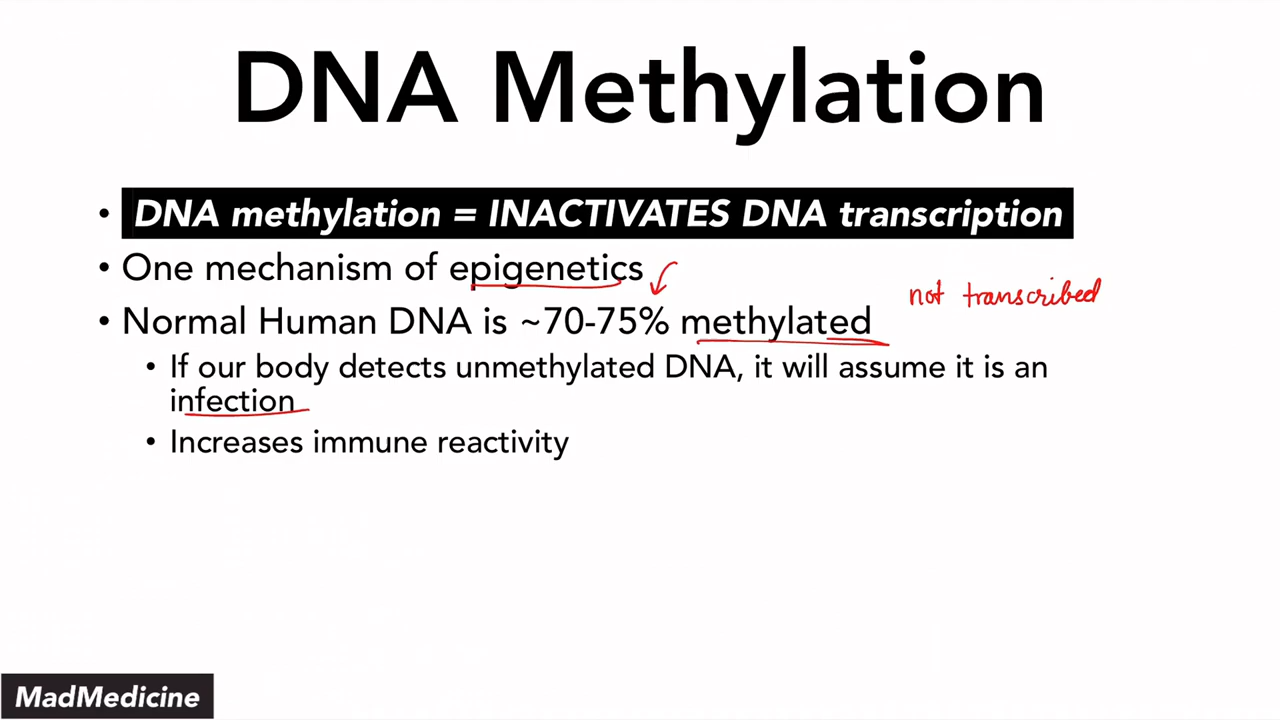 DNA Methylation
• DNA methylation = INACTIVATES DNA transcription
• One mechanism of epigenetics
not transcribed
• Normal Human DNA is ~70-75% methylated
• If our body detects unmethylated DNA, it will assume it is an
infection
• Increases immune reactivity
MadMedicine